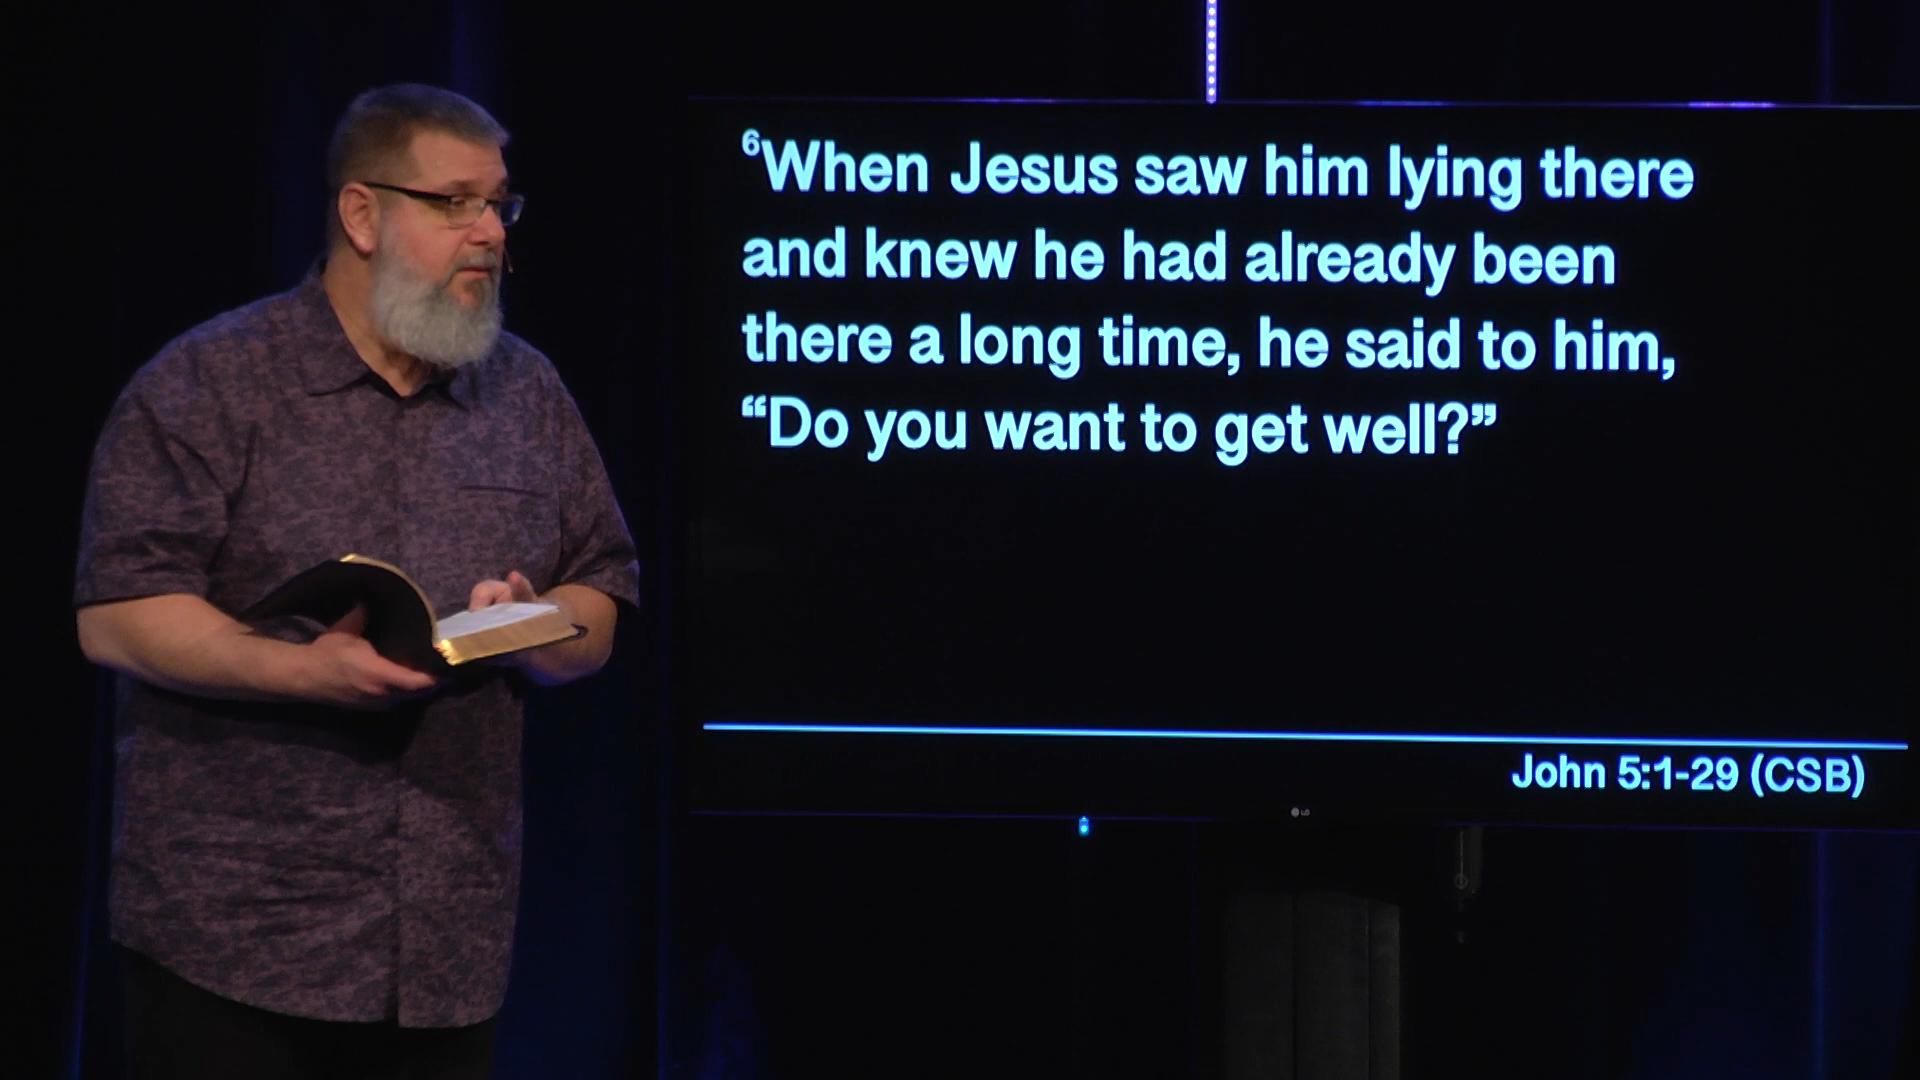 ⁶When Jesus saw him lying there
and knew he had already been
there a long time, he said to him,
“Do you want to get well?”
John 5:1-29 (CSB)
LG